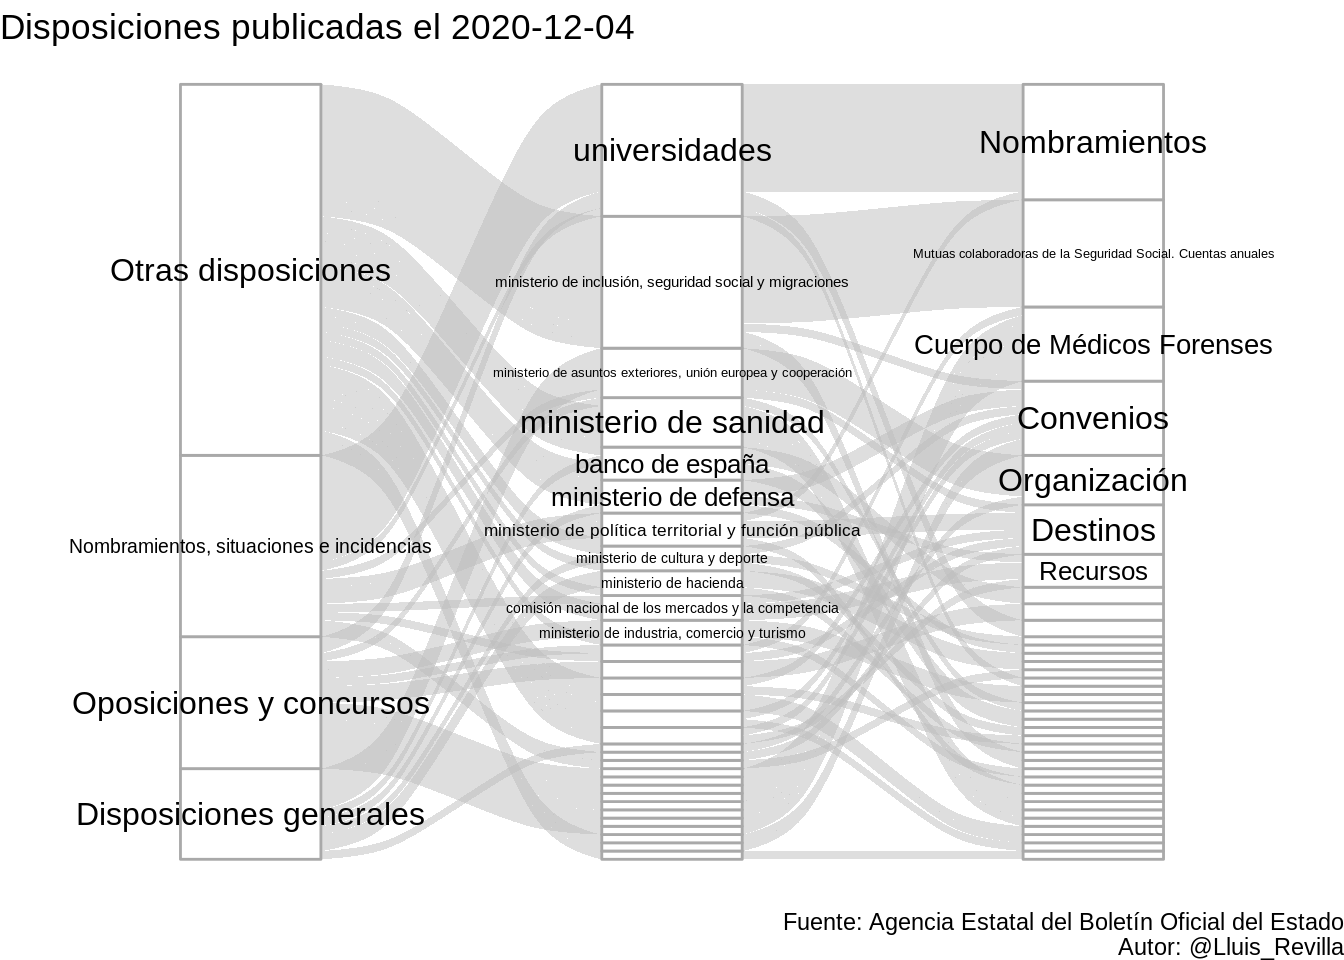 Disposiciones publicadas el 2020-12-04
Otras disposiciones
Nombramientos, situaciones e incidencias
Oposiciones y concursos
Disposiciones generales
universidades
ministerio de inclusión, seguridad social y migraciones
ministerio de asuntos exteriores, unión europea y cooperación
ministerio de sanidad
banco de españa
ministerio de defensa
ministerio de política territorial y función pública
ministerio de cultura y deporte
ministerio de hacienda
comisión nacional de los mercados y la competencia
ministerio de industria, comercio y turismo
Nombramientos
Mutuas colaboradoras de la Seguridad Social. Cuentas anuales
Cuerpo de Médicos Forenses
Convenios
Organización
Destinos
Recursos
Fuente: Agencia Estatal del Boletín Oficial del Estado
Autor: @Lluis_Revilla